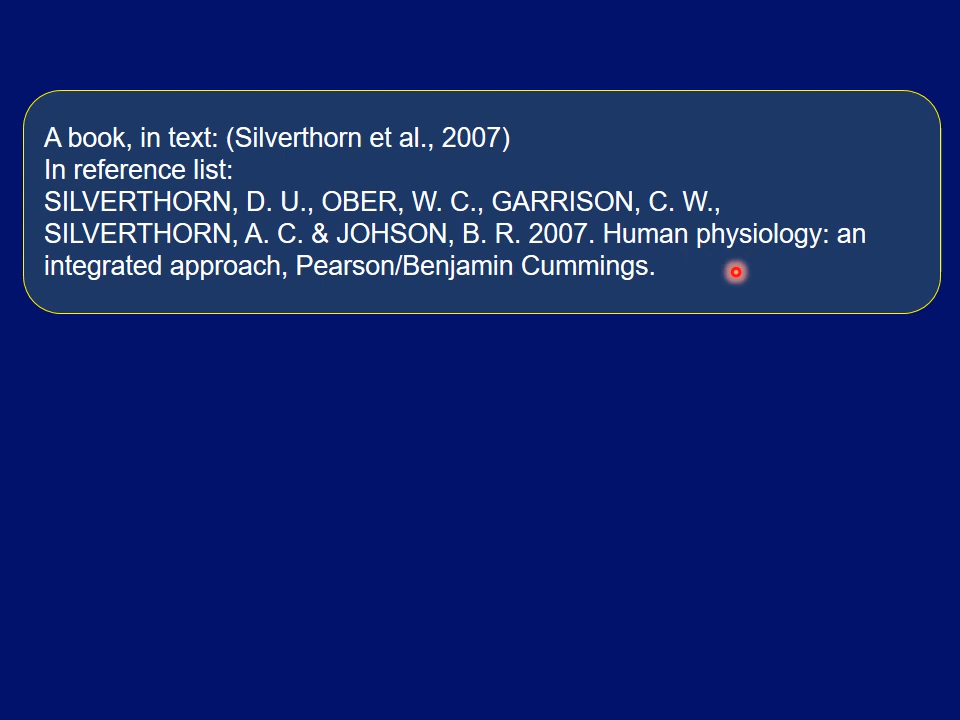 A book, in text: (Silverthorn et al., 2007)
In reference list:
SILVERTHORN, D. U., OBER, W. C., GARRISON, C. W.,
SILVERTHORN, A. C. & JOHSON, B. R. 2007. Human physiology: an
integrated approach, Pearson/Benjamin Cummings.